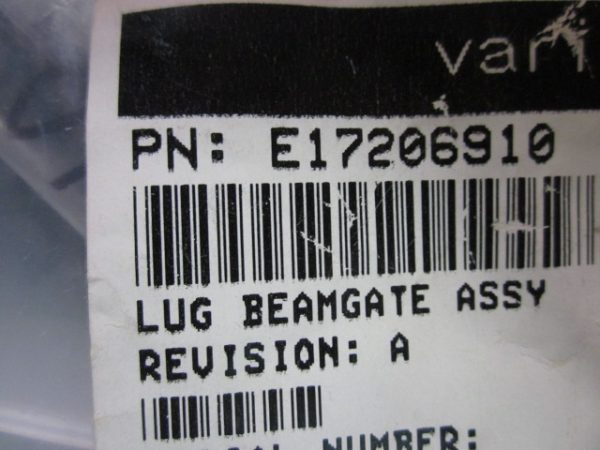 vari
PN: E17206910
LUG BEAMGATE ASSY
REVISION: A
NUMBER: